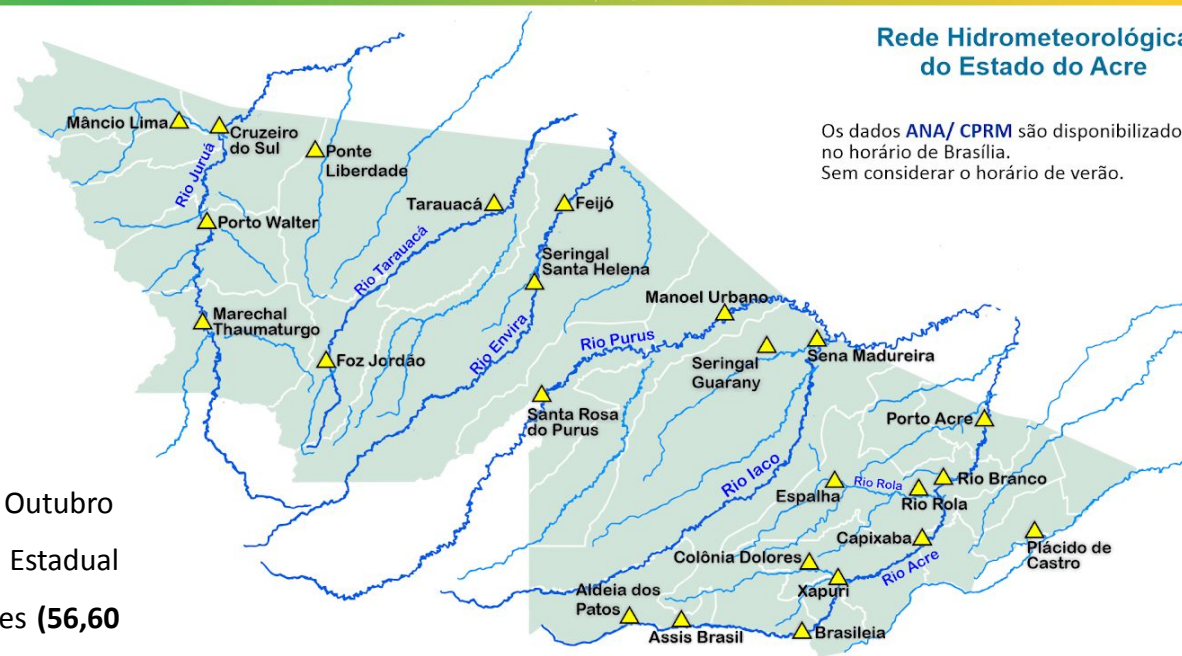 Rede Hidrometeorológica
do Estado do Acre
Os dados ANA/ CPRM são disponibilizado
no horário de Brasília.
Sem considerar o horário de verão.
Mâncio Lima
Cruzeiro
do Sul
Ponte
Liberdade
Rio Juruá
Porto Walter
Tarauacá
Feijó
Rio Tarauacá
Seringal
Santa Helena
Manoel Urbano
Marechal
Thaumaturgo
Foz Jordão
Rio Envira
Rio Purus
Seringal
Guarany
Sena Madureira
Santa Rosa
do Purus
Porto Acre
Rio Iaco
Espalha
Rio Rola
Rio Rola
Rio Branco
Capixaba
Plácido de
Castro
Colônia Dolores
Rio Acre
Xapuri
Aldeia dos
Patos
Assis Brasil
Brasileia
Outubro
Estadual
es (56,60